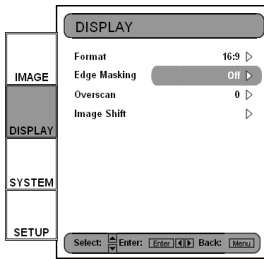 DISPLAY
IMAGE
DISPLAY
SYSTEM
SETUP
Format 16:9
Edge Masking Off
Overscan 0
Image Shift
Select: Enter: Enter Back: Menu